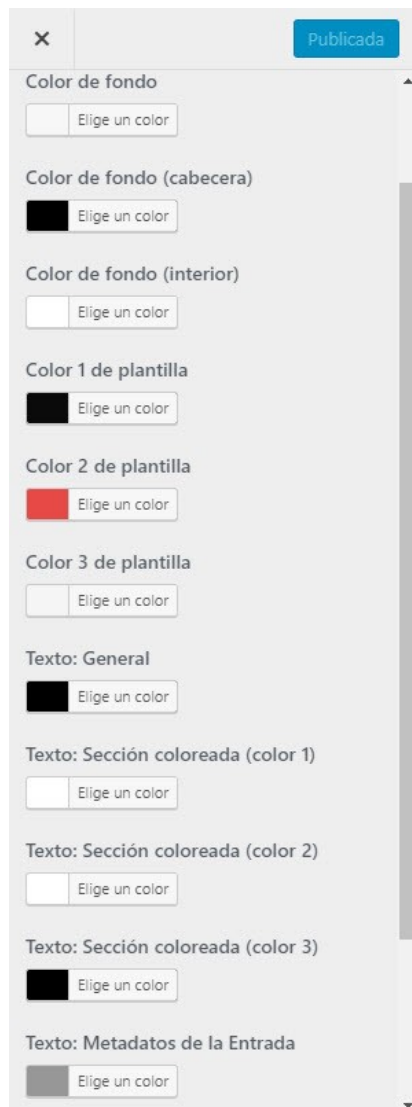 Publicada
Color de fondo
Elige un color
Color de fondo (cabecera)
Elige un color
Color de fondo (interior)
Elige un color
Color 1 de plantilla
Elige un color
Color 2 de plantilla
Elige un color
Color 3 de plantilla
Elige un color
Texto: General
Elige un color
Texto: Sección coloreada (color 1)
Elige un color
Texto: Sección coloreada (color 2)
Elige un color
Texto: Sección coloreada (color 3)
Elige un color
Texto: Metadatos de la Entrada
Elige un color